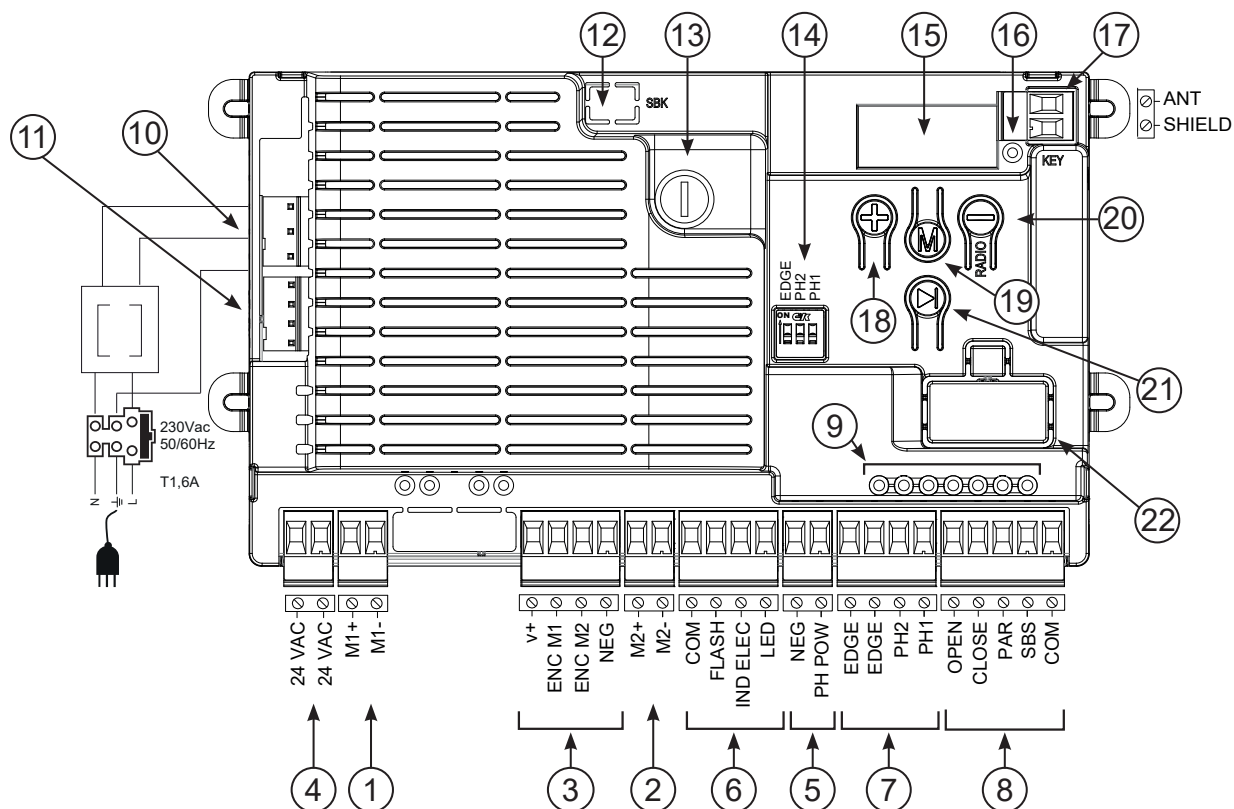 12 13 14 15 16 17
ANT
SHIELD
SBK
11 10
KEY
20
EDGE
PH2
PH1
M
RADIO
18 19
ON
21
230Vac
50/60Hz
T1,6A
N L
9
22
24 VAC
24 VAC
M1+
M1-
v+
ENC M1
ENC M2
NEG
M2+
M2-
COM
FLASH
IND ELEC
LED
NEG
PH POW
EDGE
EDGE
PH2
PH1
OPEN
CLOSE
PAR
SBS
COM
4 1 3 2 6 5 7 8